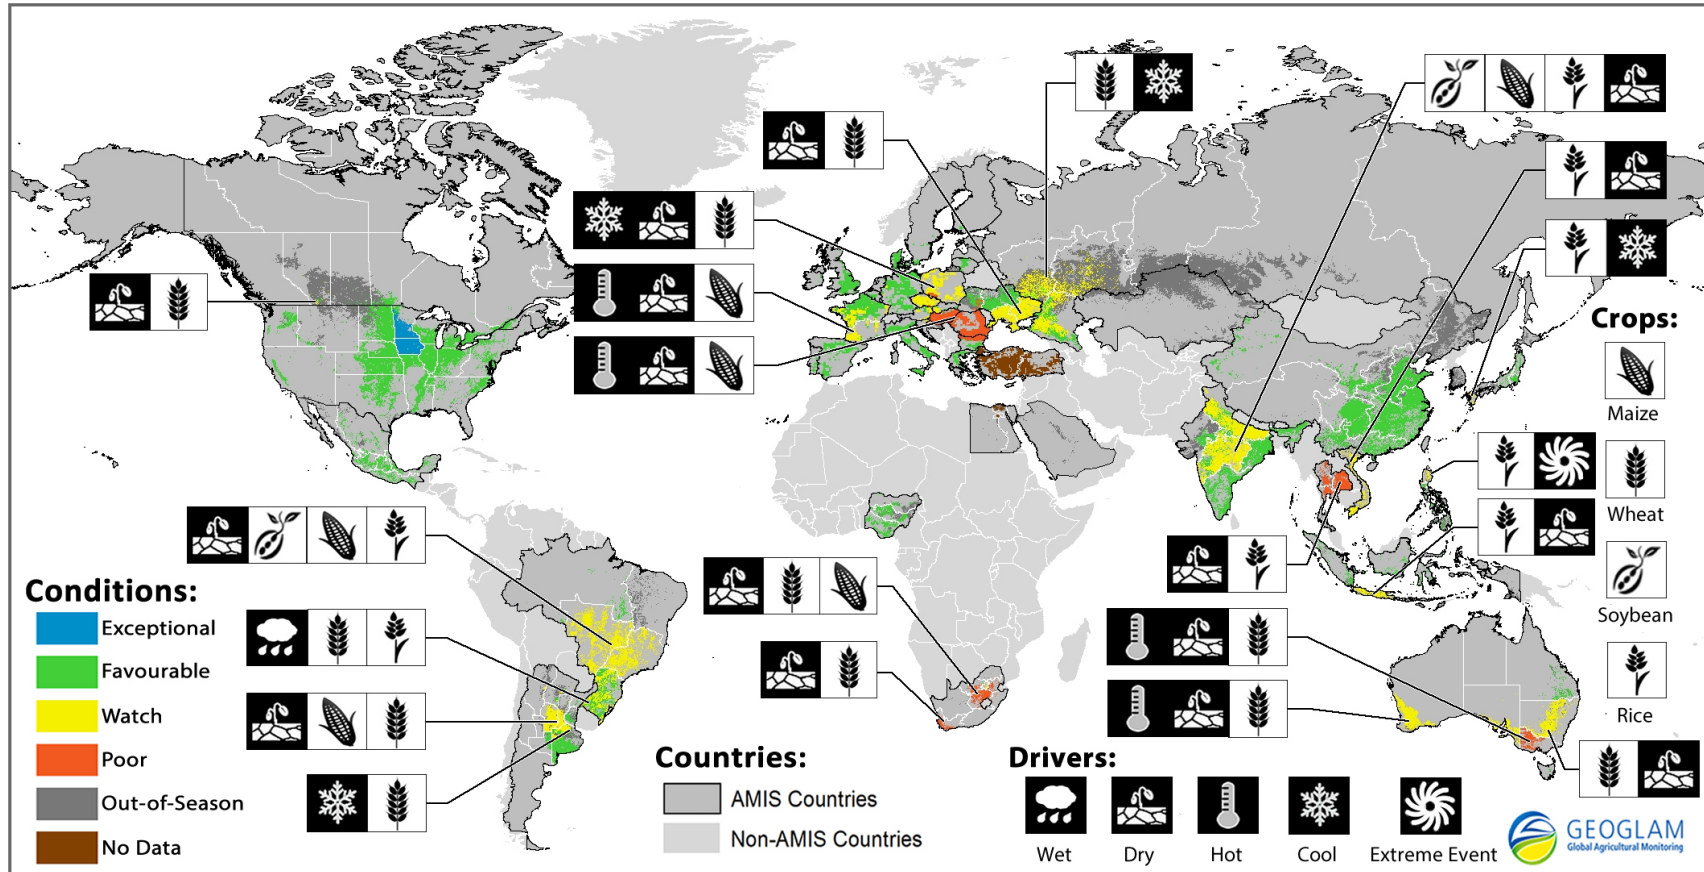 Crops:
Maize
Wheat
Soybean
Rice
Conditions:
Exceptional
Favourable
Watch
Poor
Out-of-Season
No Data
Countries:
AMIS Countries
Non-AMIS Countries
Drivers:
Wet
Dry
Hot
Cool
Extreme Event
GEOGLAM
Global Agricultural Monitoring